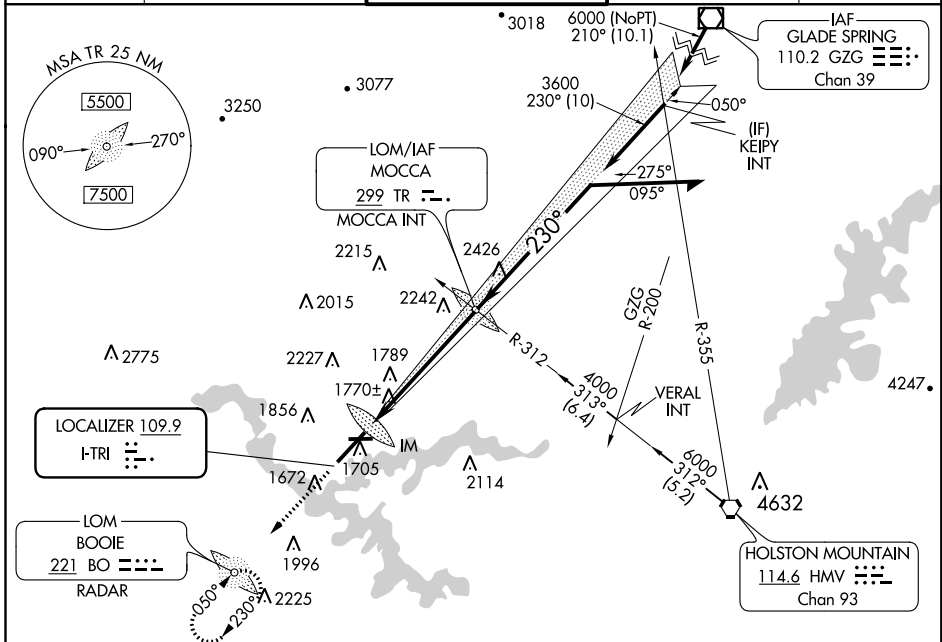 MSA TR 25 NM
5500
090°
270°
7500
3018
3077
3250
6000 (NoPT)
210° (10.1)
IAF
GLADE SPRING
110.2 GZG
Chan 39
3600
230° (10)
050°
(IF)
KEIPY
INT
275°
095°
LOM/IAF
MOCCA
299 TR
MOCCA INT
230°
2426
2215
2242
2015
2775
2227
1789
1770±
1856
GZG
R-200
R-355
R-312
4000
313°
(6.4)
VERAL
INT
4247
LOCALIZER 109.9
I-TRI
IM
1705
1672
2114
6000
312°
(5.2)
4632
LOM
BOOIE
221 BO
RADAR
1996
050°
230°
2225
HOLSTON MOUNTAIN
114.6 HMV
Chan 93